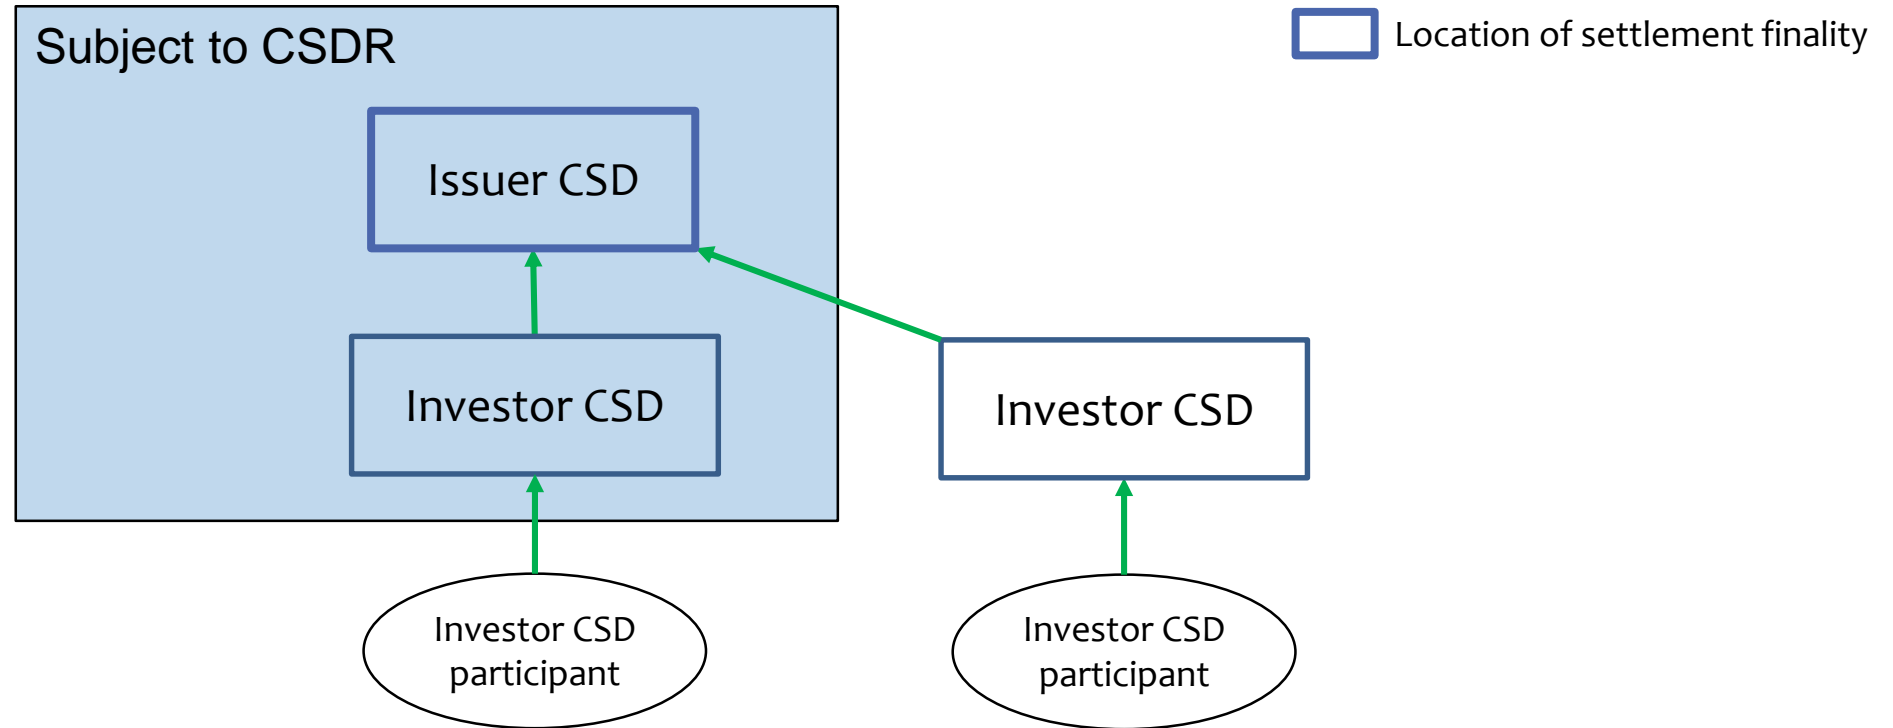 Subject to CSDR
Location of settlement finality
Issuer CSD
Investor CSD
Investor CSD
Investor CSD
participant
Investor CSD
participant